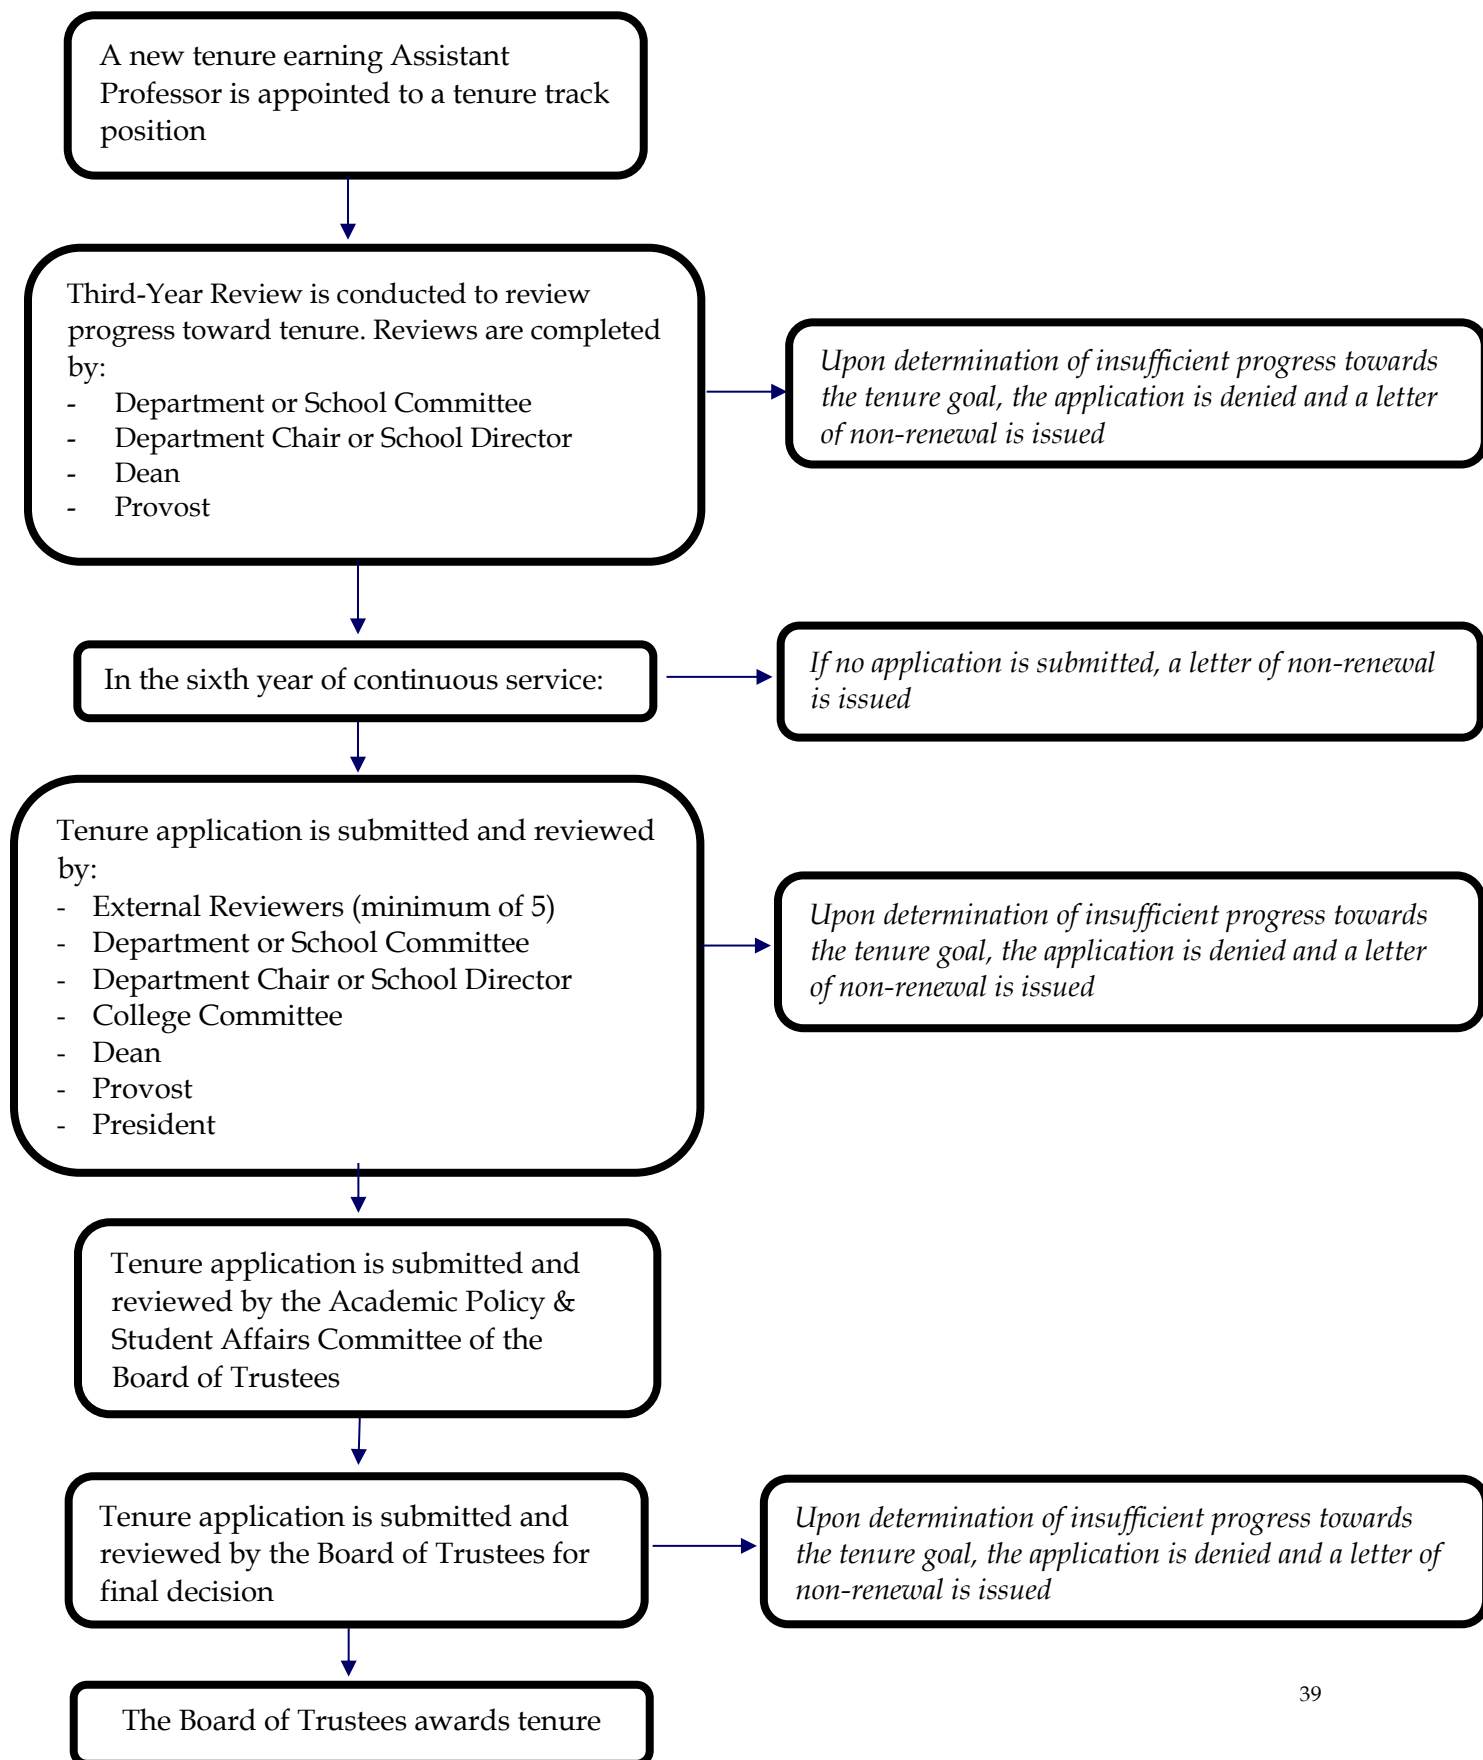 A new tenure earning Assistant
Professor is appointed to a tenure track
position
Third-Year Review is conducted to review
progress toward tenure. Reviews are completed
by:
- Department or School Committee
- Department Chair or School Director
- Dean
- Provost
Upon determination of insufficient progress towards
the tenure goal, the application is denied and a letter
of non-renewal is issued
In the sixth year of continuous service:
If no application is submitted, a letter of non-renewal
is issued
Tenure application is submitted and reviewed
by:
- External Reviewers (minimum of 5)
- Department or School Committee
- Department Chair or School Director
- College Committee
- Dean
- Provost
- President
Upon determination of insufficient progress towards
the tenure goal, the application is denied and a letter
of non-renewal is issued
Tenure application is submitted and
reviewed by the Academic Policy &
Student Affairs Committee of the
Board of Trustees
Tenure application is submitted and
reviewed by the Board of Trustees for
final decision
Upon determination of insufficient progress towards
the tenure goal, the application is denied and a letter of
non-renewal is issued
The Board of Trustees awards tenure
39